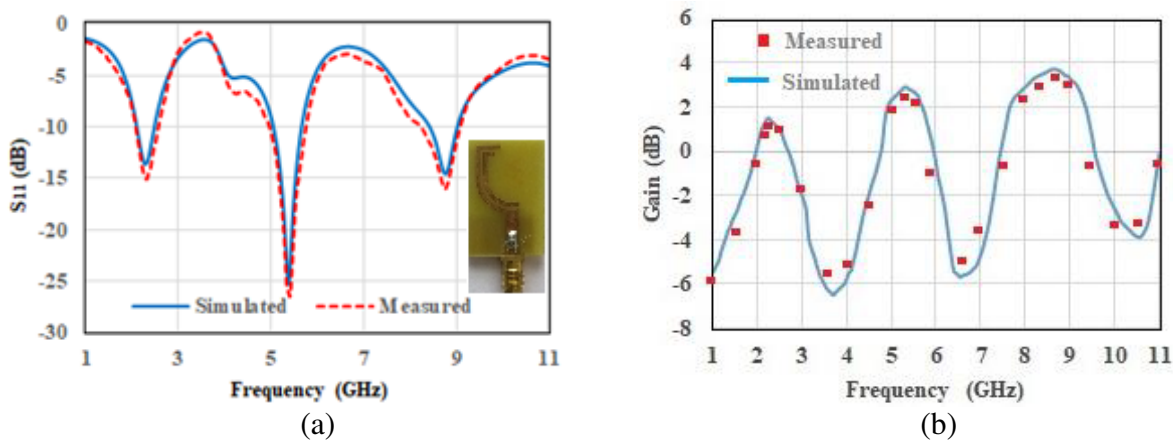 0
-5
-10
-15
-20
-25
-30
S11 (dB)
Simulated Measured
1 3 5 7 9 11
Frequency (GHz)
(a)
6
4
2
0
-2
-4
-6
-8
Gain (dB)
Measured
Simulated
1 2 3 4 5 6 7 8 9 10 11
Frequency (GHz)
(b)